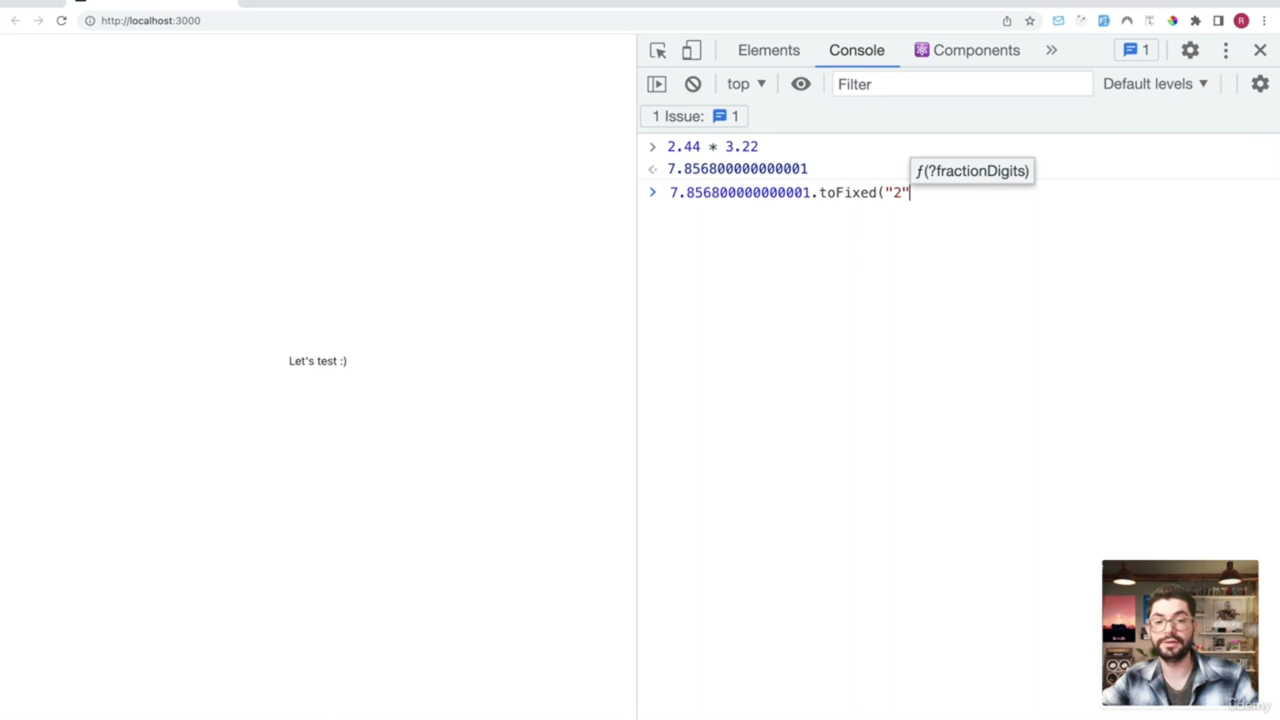 http://localhost:3000
R
Elements
Console
Components
1
top
Filter
Default levels
1 Issue:
1
2.44 * 3.22
7.856800000000001
ƒ(?fractionDigits)
7.856800000000001.toFixed("2"
Let's test :)
ûdemy